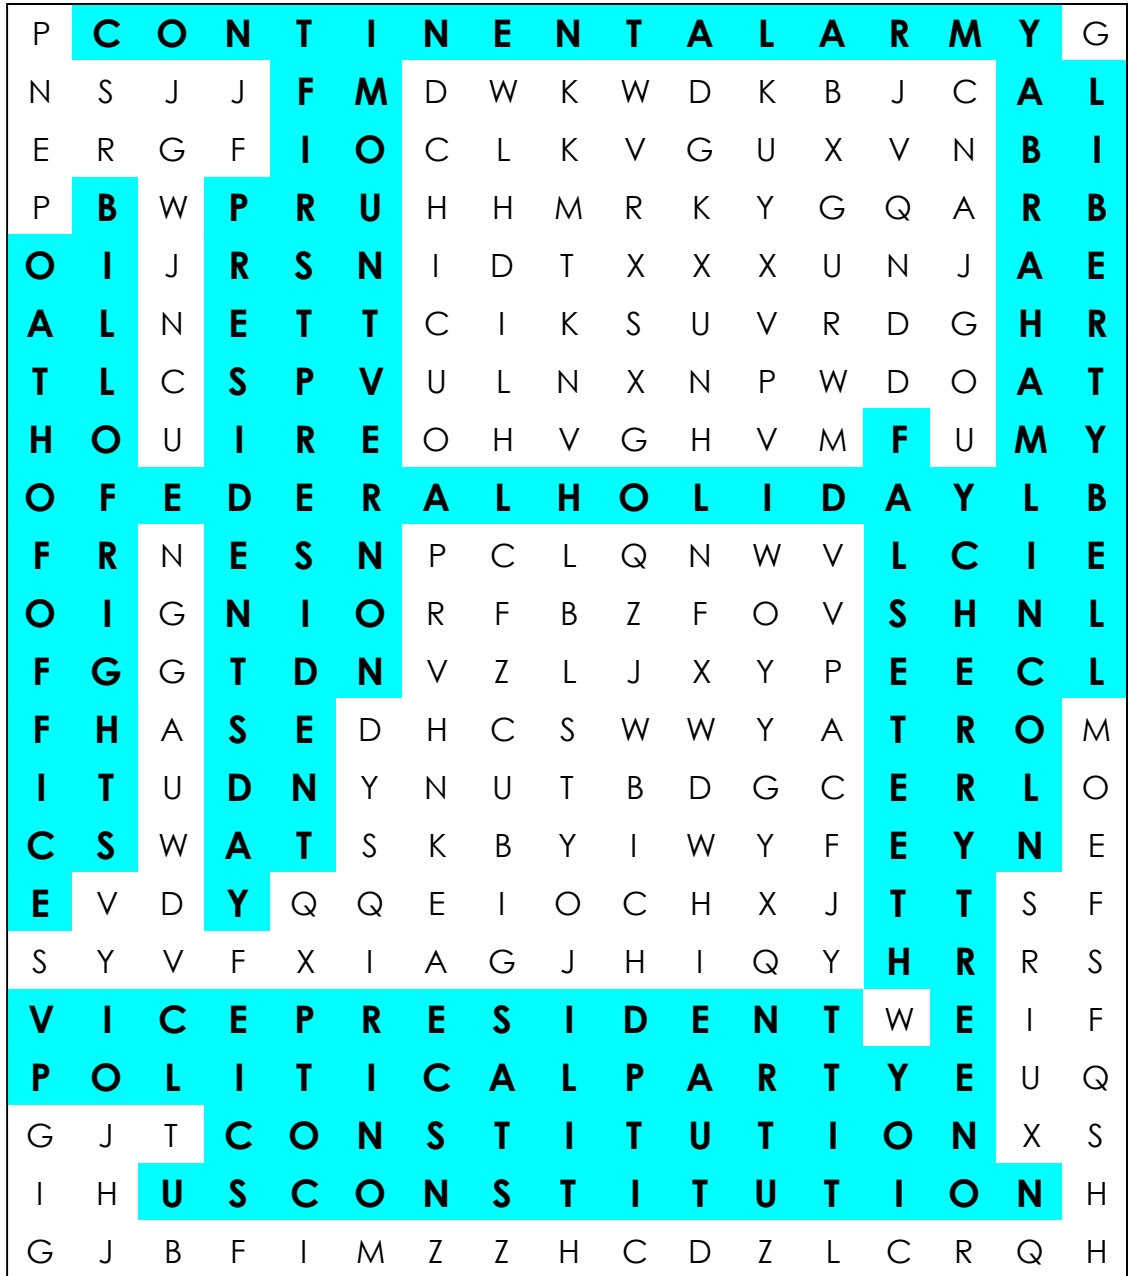 P C O N T I N E N T A L A R M Y G
N S J J F M D W K W D K B J C A L
E R G F I O C L K V G U X V N B I
P B W P R U H H M R K Y G Q A R B
O I J R S N I D T X X X U N J A E
A L N E T T C I K S U V R D G H R
T L C S P V U L N X N P W D O A T
H O U I R E O H V G H V M F U M Y
O F E D E R A L H O L I D A Y L B
F R N E S N P C L Q N W V L C I E
O I G N I O R F B Z F O V S H N L
F G G T D N V Z L J X Y P E E C L
F H A S E D H C S W W Y A T R O M
I T U D N Y N U T B D G C E R L O
C S W A T S K B Y I W Y F E Y N E
E V D Y Q Q E I O C H X J T T S F
S Y V F X I A G J H I Q Y H R R S
V I C E P R E S I D E N T W E I F
P O L I T I C A L P A R T Y E U Q
G J T C O N S T I T U T I O N X S
I H U S C O N S T I T U T I O N H
G J B F I M Z Z H C D Z L C R Q H